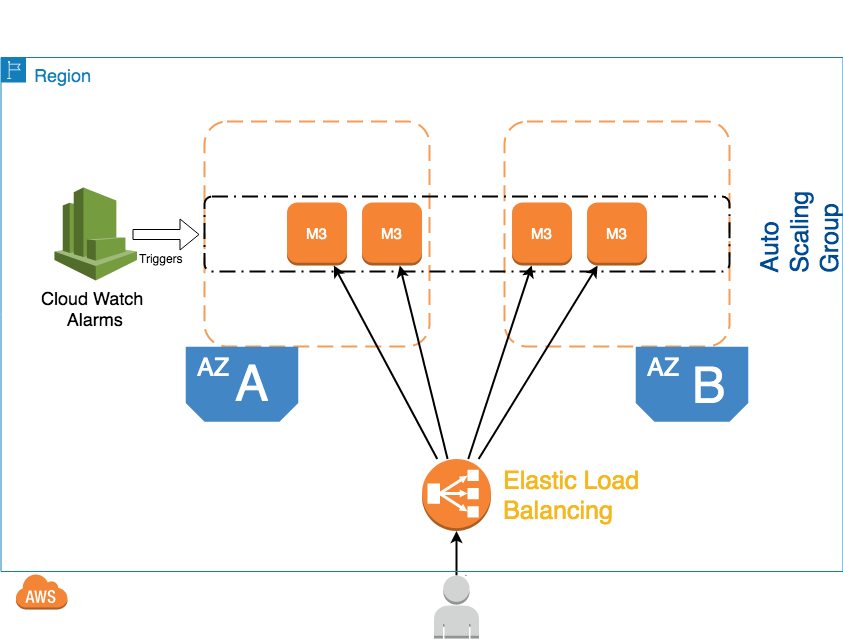 Region
Auto
Scaling
Group
M3
M3
M3
M3
Triggers
Cloud Watch
Alarms
AZ A
AZ B
Elastic Load
Balancing
AWS